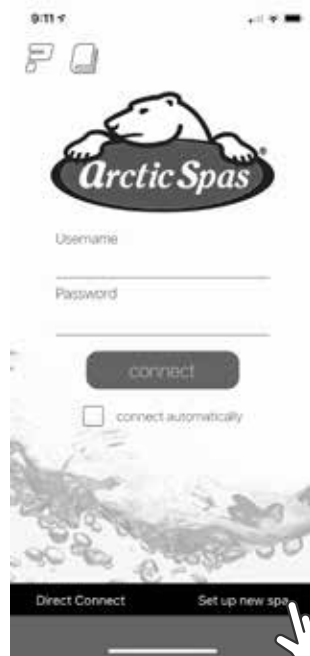 9:11
arctic Spas
Username
Password
connect
connect automatically
Direct Connect
Set up new spa